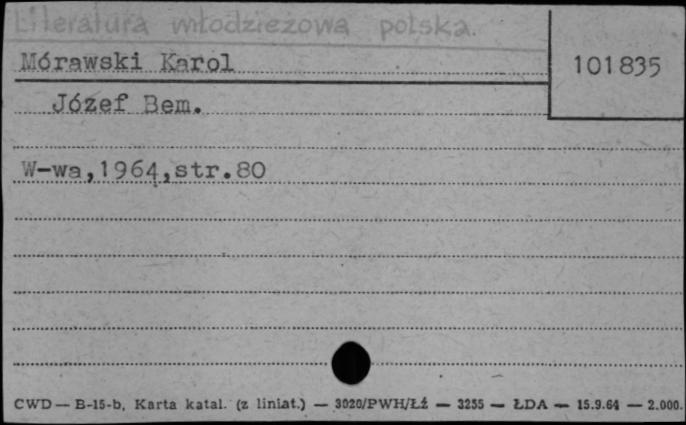 Literatura młodzieżowa polska.
Mórawski Karol
101835
Józef Bem.
W-wa,1964,str.80
CWD — B-15-b, Karta katal. (z liniat.) — 3020/PWH/Łż — 3255 — ŁDA — 15.9.64 — 2.000.